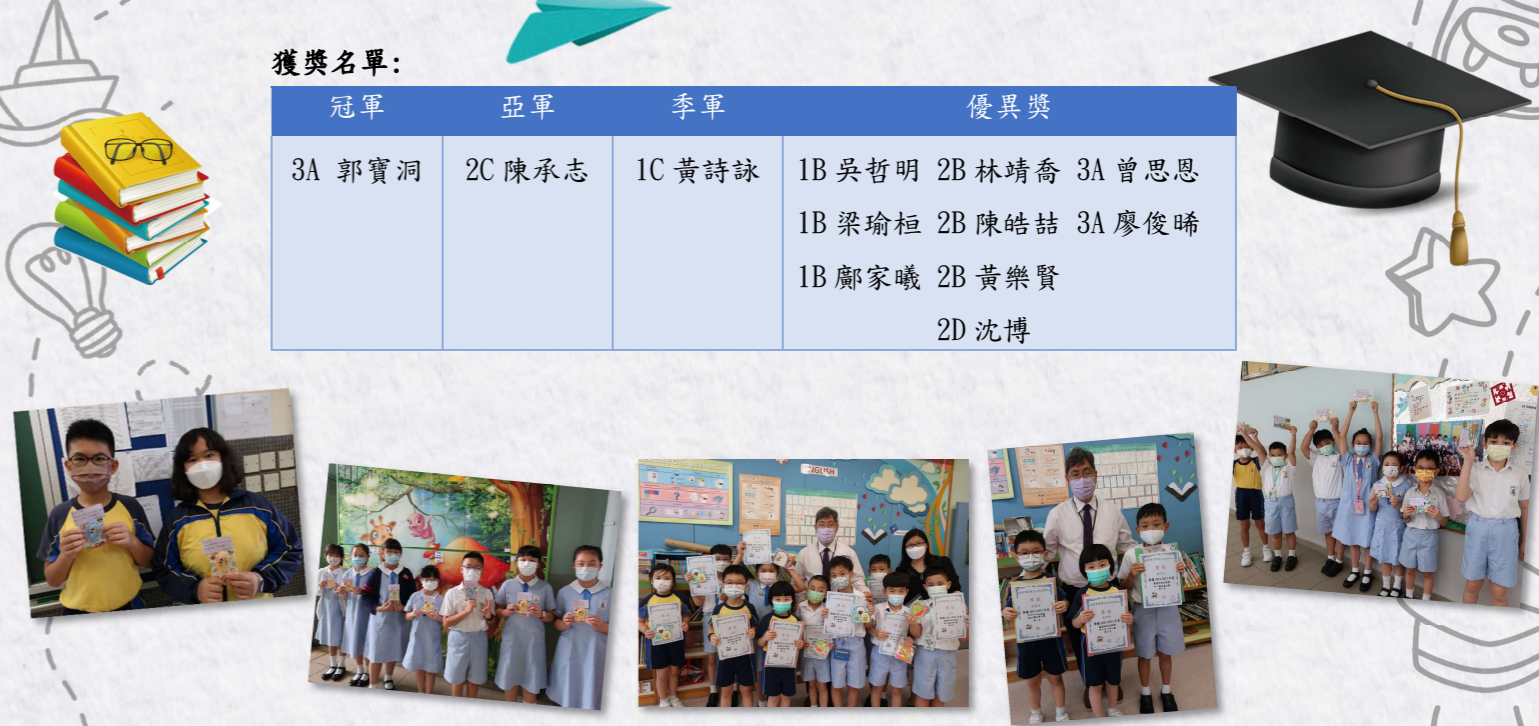 獲獎名單:
冠軍 亞軍 季軍 優異獎
3A 郭寶洞 2C 陳承志 1C 黃詩詠 1B 吳哲明 2B 林靖喬 3A 曾思恩
1B 梁瑜桓 2B 陳皓喆 3A 廖俊晞
1B 鄺家曦 2B 黃樂賢
2D 沈博
ENGLISH